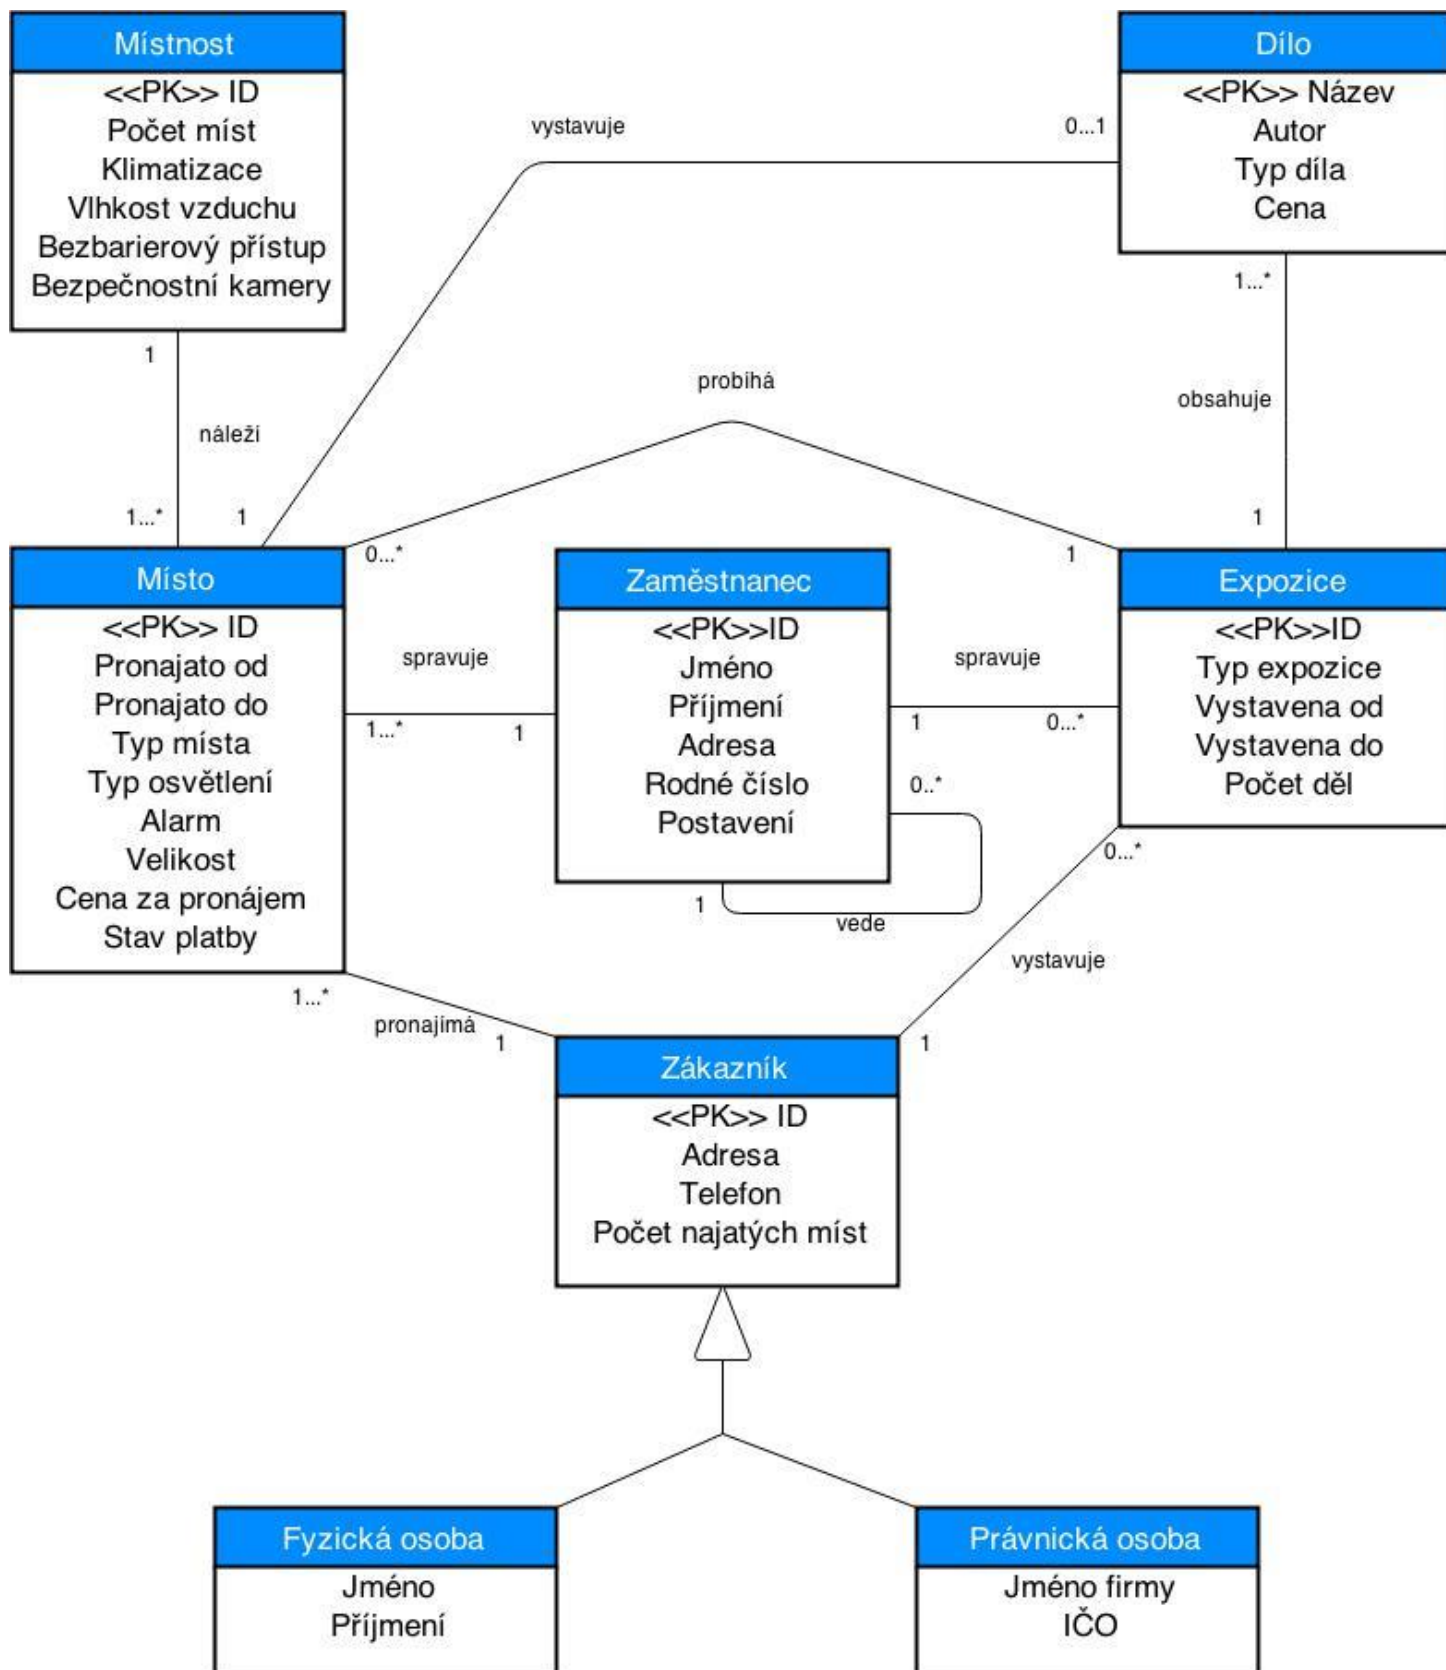 Místnost
<<PK>> ID
Počet míst
Klimatizace
Vlhkost vzduchu
Bezbarierový přístup
Bezpečnostní kamery
Dílo
<<PK>> Název
Autor
Typ díla
Cena
vystavuje
0...1
1
1...*
náleží
1...*
1
probíhá
0...*
1
obsahuje
1
Místo
<<PK>> ID
Pronajato od
Pronajato do
Typ místa
Typ osvětlení
Alarm
Velikost
Cena za pronájem
Stav platby
spravuje
1...*
1
Zaměstnanec
<<PK>>ID
Jméno
Příjmení
Adresa
Rodné číslo
Postavení
spravuje
1
0...*
0..*
1
vede
Expozice
<<PK>>ID
Typ expozice
Vystavena od
Vystavena do
Počet děl
0...*
vystavuje
1
1...*
pronajímá
1
Zákazník
<<PK>> ID
Adresa
Telefon
Počet najatých míst
Fyzická osoba
Jméno
Příjmení
Právnická osoba
Jméno firmy
IČO